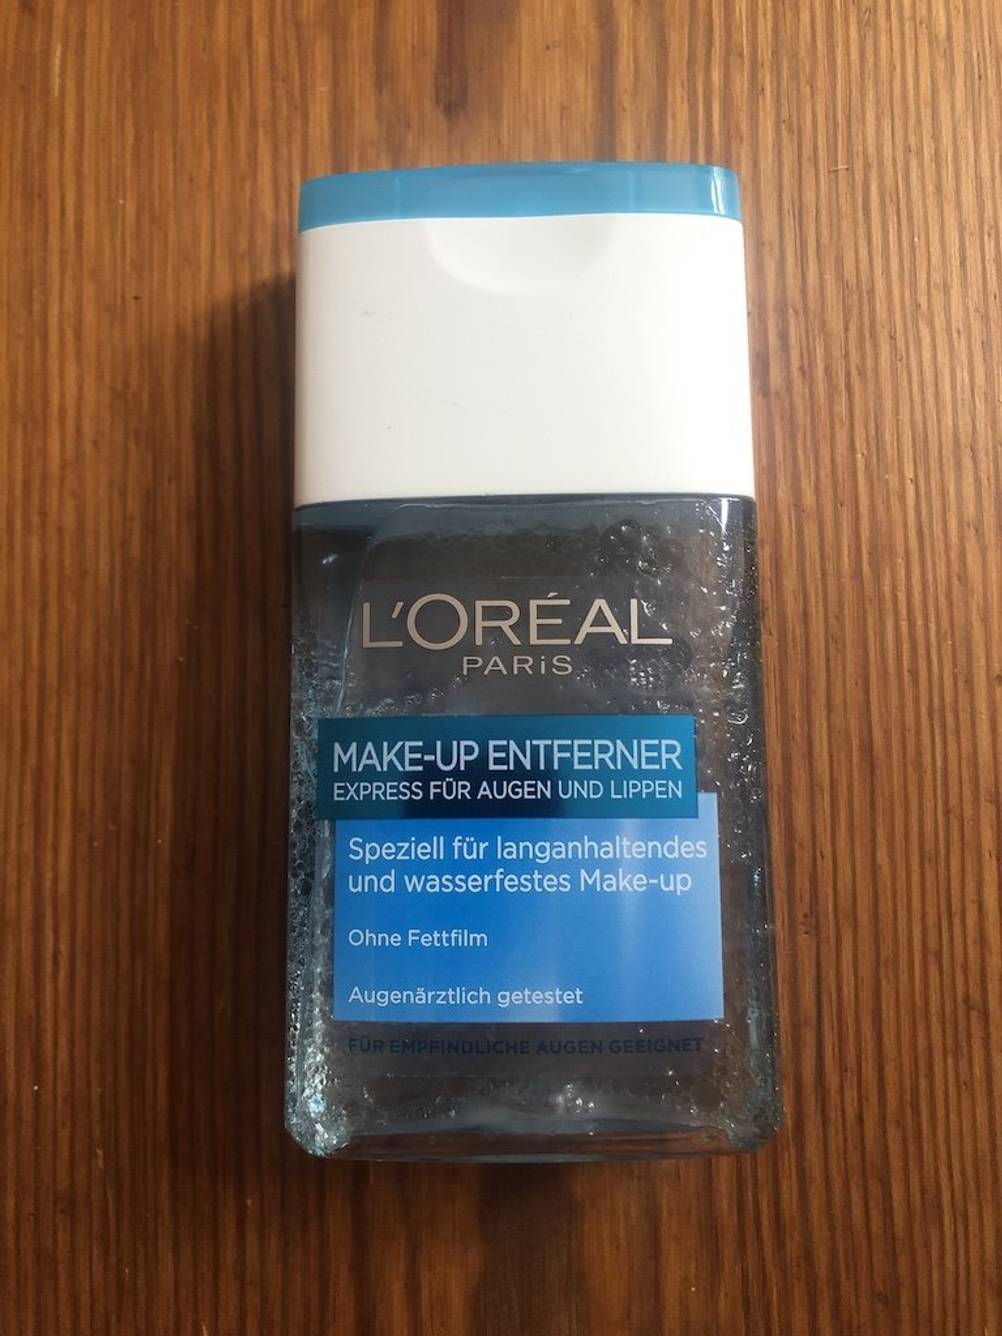 L'ORÉAL
PARiS
MAKE-UP ENTFERNER
EXPRESS FÜR AUGEN UND LIPPEN
Speziell für langanhaltendes
und wasserfestes Make-up
Ohne Fettfilm
Augenärztlich getestet
FÜR EMPFINDLICHE AUGEN GEEIGNET